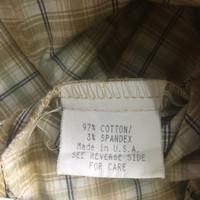 97% COTTON/
3% SPANDEX
Made in U.S.A.
SEE REVERSE SIDE
FOR CARE